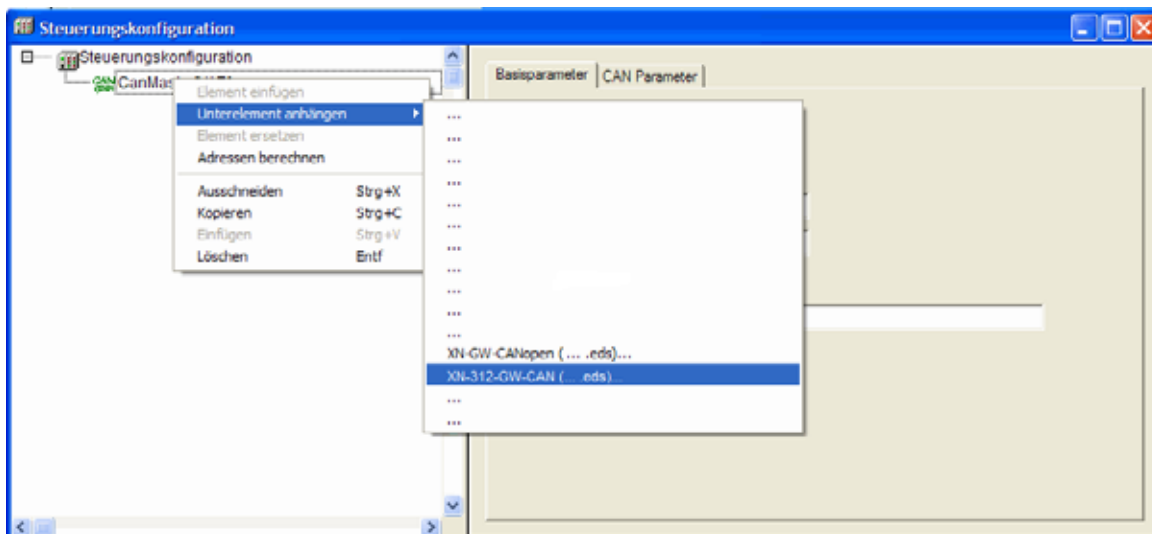 Steuerungskonfiguration
Steuerungskonfiguration
CanMas
Element einfügen
Unterelement anhängen
Element ersetzen
Adressen berechnen
Ausschneiden Strg+X
Kopieren Strg+C
Einfügen Strg+V
Löschen Entf
...
...
...
...
...
...
...
...
...
...
...
XN-GW-CANopen (... .eds)...
XN-312-GW-CAN (... .eds)...
...
...
Basisparameter
CAN Parameter